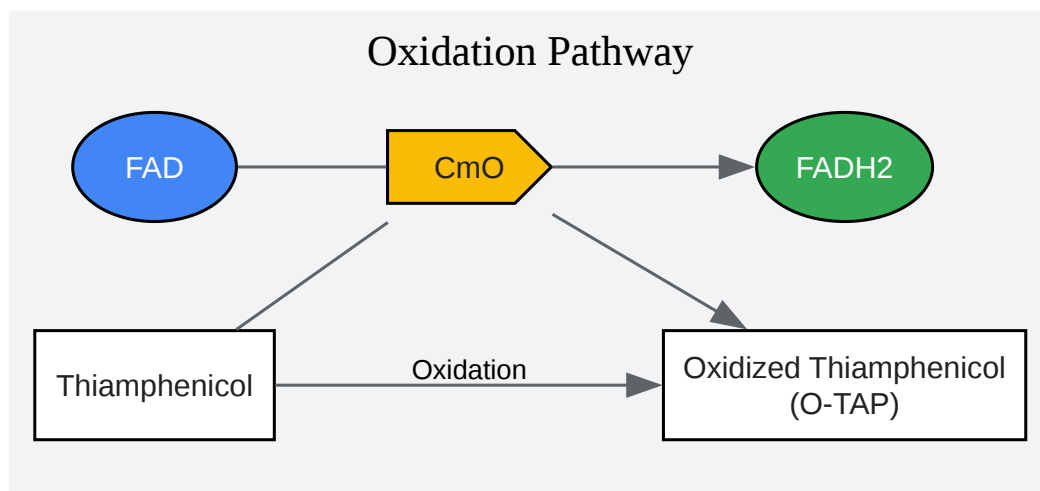 Oxidation Pathway
FAD
CmO
FADH2
Thiamphenicol
Oxidation
Oxidized Thiamphenicol
(O-TAP)